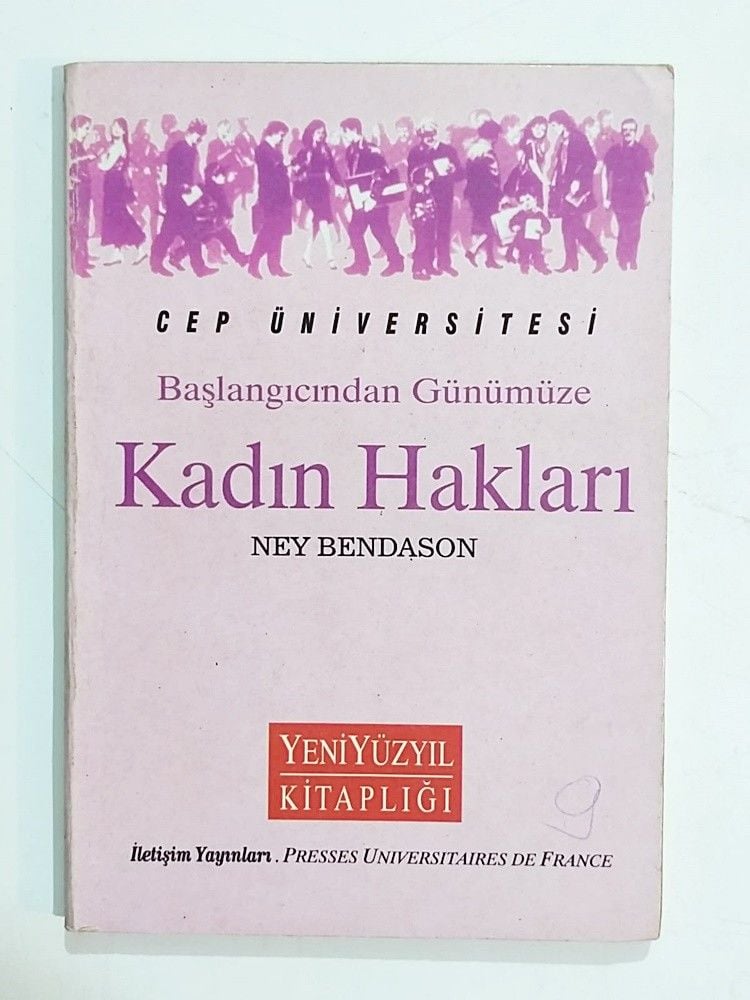 CEP ÜNİVERSİTESİ
Başlangıcından Günümüze
Kadın Hakları
NEY BENDASON
YENİYÜZYIL
KİTAPLIĞI
9
İletişim Yayınları . PRESSES UNIVERSITAIRES DE FRANCE